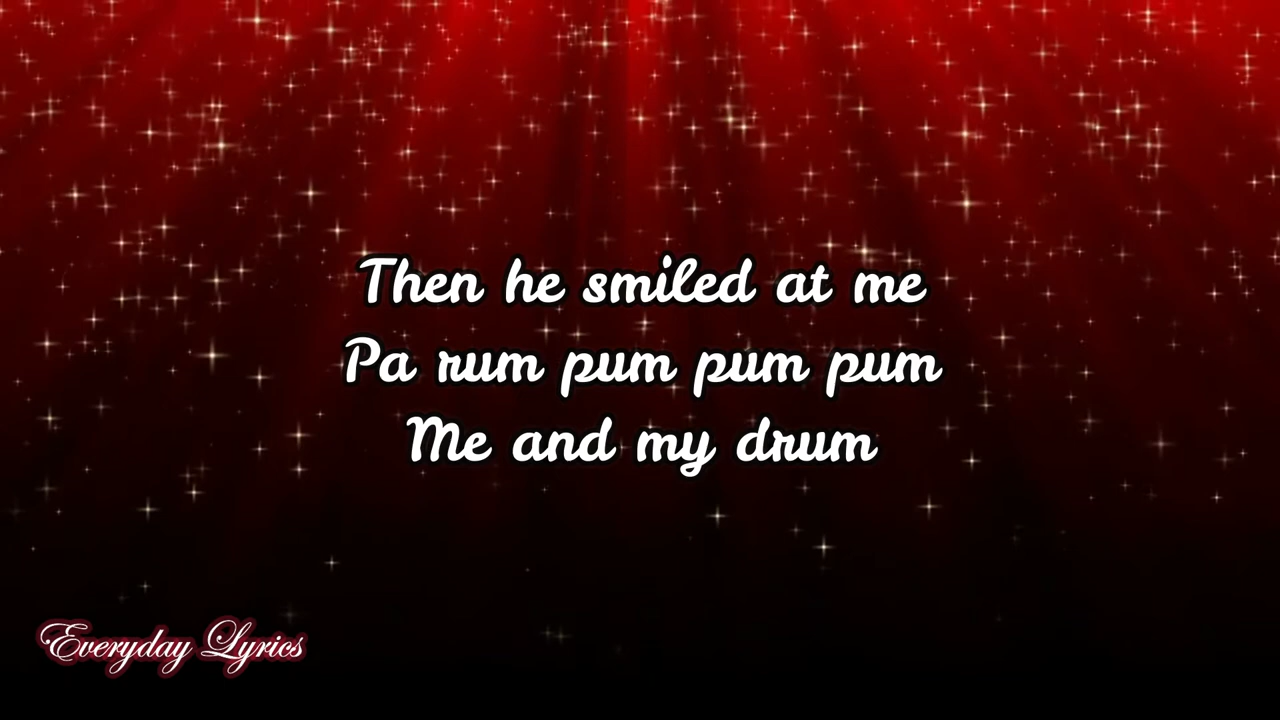 Then he smiled at me
Pa rum pum pum pum
Me and my drum
Everyday Lyrics